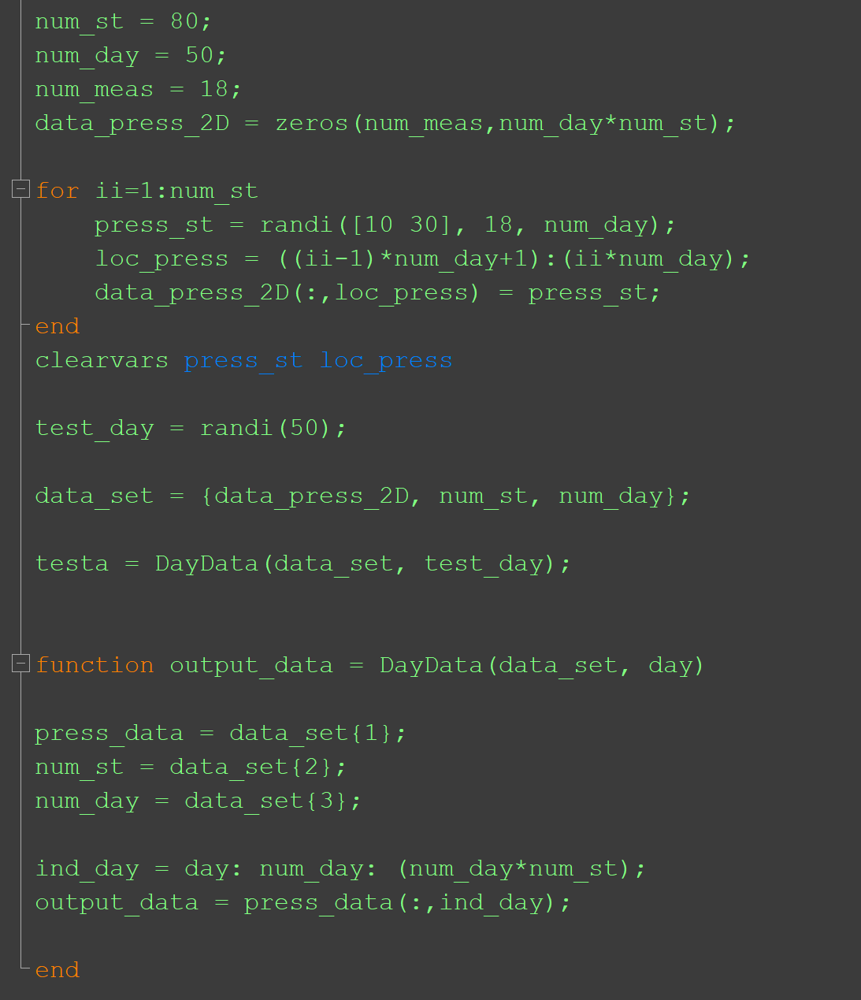 num_st = 80;
num_day = 50;
num_meas = 18;
data_press_2D = zeros(num_meas,num_day*num_st);
for ii=1:num_st
    press_st = randi([10 30], 18, num_day);
    loc_press = ((ii-1)*num_day+1):(ii*num_day);
    data_press_2D(:,loc_press) = press_st;
end
clearvars press_st loc_press
test_day = randi(50);
data_set = {data_press_2D, num_st, num_day};
testa = DayData(data_set, test_day);
function output_data = DayData(data_set, day)
press_data = data_set{1};
num_st = data_set{2};
num_day = data_set{3};
ind_day = day: num_day: (num_day*num_st);
output_data = press_data(:,ind_day);
end